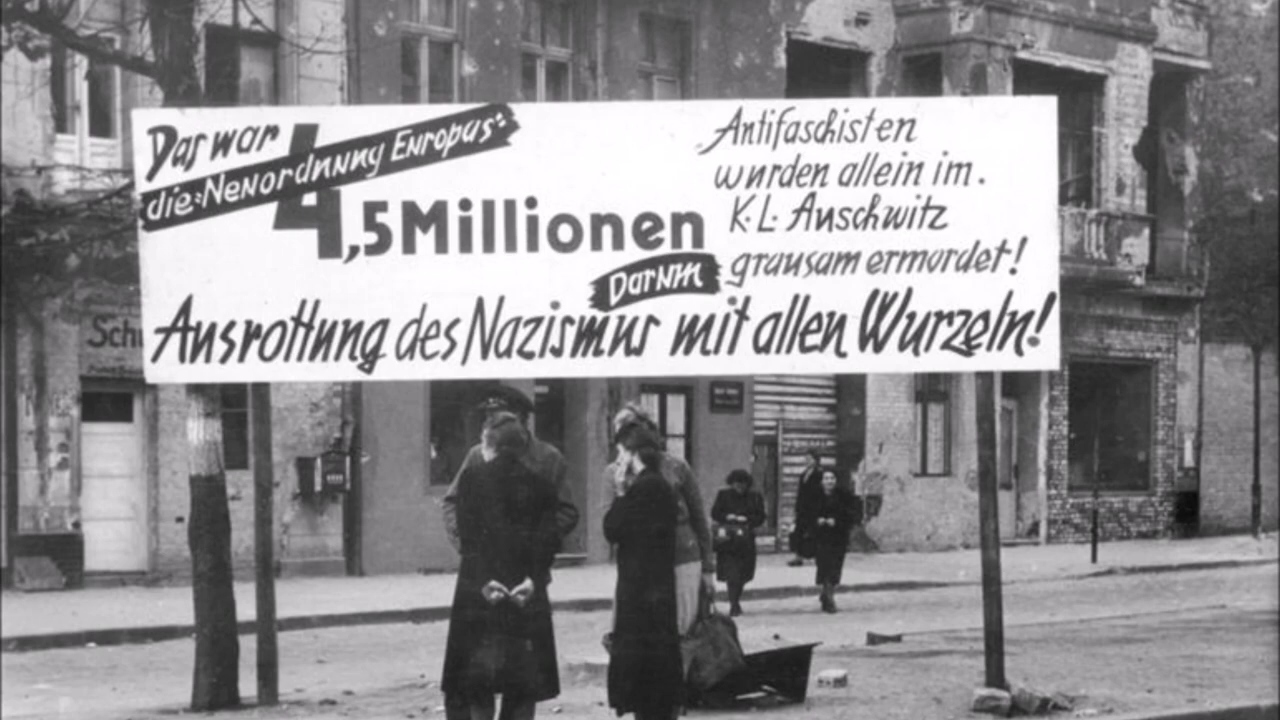 Das war
die "Neuordnung Europas"
4,5 Millionen
Antifaschisten
wurden allein im
K.L. Auschwitz
grausam ermordet!
Darum
Ausrottung des Nazismus mit allen Wurzeln!
Sch